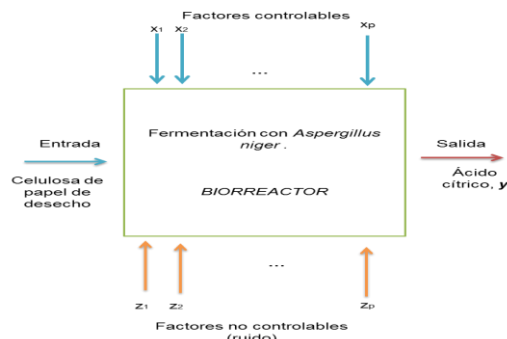 Factores controlables
x1 x2 xp
...
Entrada
Celulosa de
papel de
desecho
Fermentación con Aspergillus
niger .
BIORREACTOR
Salida
Ácido
cítrico, y
...
z1 z2 zp
Factores no controlables
(ruido)